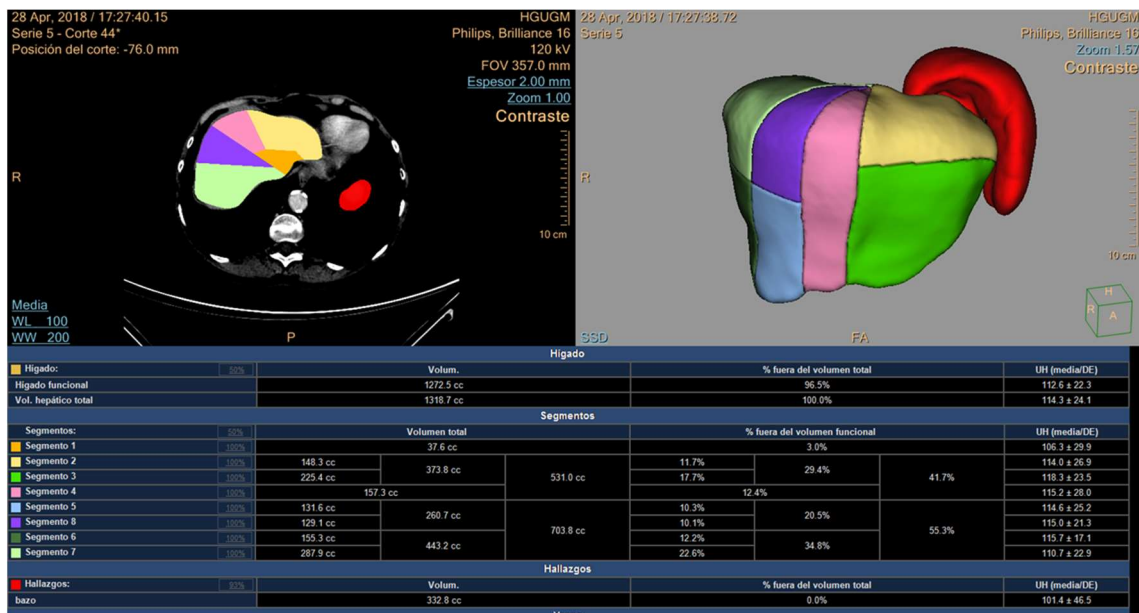 28 Apr, 2018 / 17:27:40.15
Serie 5 - Corte 44*
Posición del corte: -76.0 mm
HGUGM
Philips, Brilliance 16
120 kV
FOV 357.0 mm
Espesor 2.00 mm
Zoom 1.00
Contraste
R
10 cm
Media
WL 100
WW 200
P
28 Apr, 2018 / 17:27:38.72
Serie 5
HGUGM
Philips, Brilliance 16
Zoom 1.57
Contraste
R
10 cm
SSD
FA
H
R A
Hígado
Hígado: 50% Volum. % fuera del volumen total UH (media/DE)
Hígado funcional 1272.5 cc 96.5% 112.6 ± 22.3
Vol. hepático total 1318.7 cc 100.0% 114.3 ± 24.1
Segmentos
Segmentos: 50% Volumen total % fuera del volumen funcional UH (media/DE)
Segmento 1 100% 37.6 cc 3.0% 106.3 ± 29.9
Segmento 2 100% 148.3 cc 373.8 cc 531.0 cc 11.7% 29.4% 41.7% 114.0 ± 26.9
Segmento 3 100% 225.4 cc 17.7% 118.3 ± 23.5
Segmento 4 100% 157.3 cc 12.4% 115.2 ± 28.0
Segmento 5 100% 131.6 cc 260.7 cc 703.8 cc 10.3% 20.5% 55.3% 114.6 ± 25.2
Segmento 8 100% 129.1 cc 10.1% 115.0 ± 21.3
Segmento 6 100% 155.3 cc 443.2 cc 12.2% 34.8% 115.7 ± 17.1
Segmento 7 100% 287.9 cc 22.6% 110.7 ± 22.9
Hallazgos
Hallazgos: Volum. % fuera del volumen total UH (media/DE)
bazo 332.8 cc 0.0% 101.4 ± 46.5